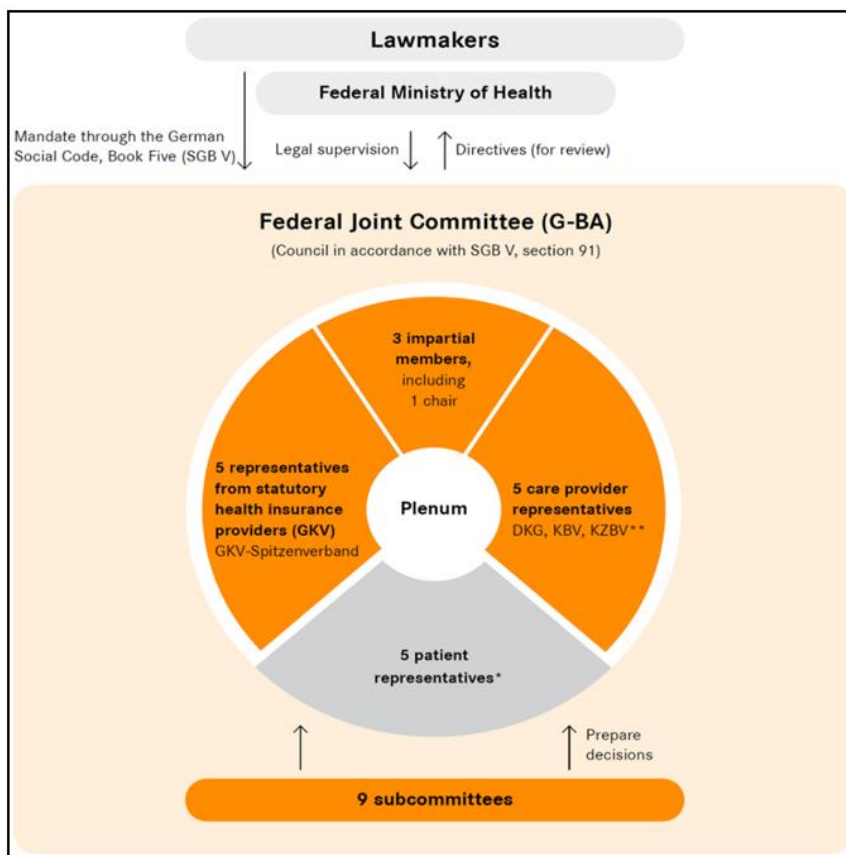 Lawmakers
Federal Ministry of Health
Mandate through the German
Social Code, Book Five (SGB V)
Legal supervision
Directives (for review)
Federal Joint Committee (G-BA)
(Council in accordance with SGB V, section 91)
3 impartial
members,
including
1 chair
5 representatives
from statutory
health insurance
providers (GKV)
GKV-Spitzenverband
Plenum
5 care provider
representatives
DKG, KBV, KZBV**
5 patient
representatives*
Prepare
decisions
9 subcommittees